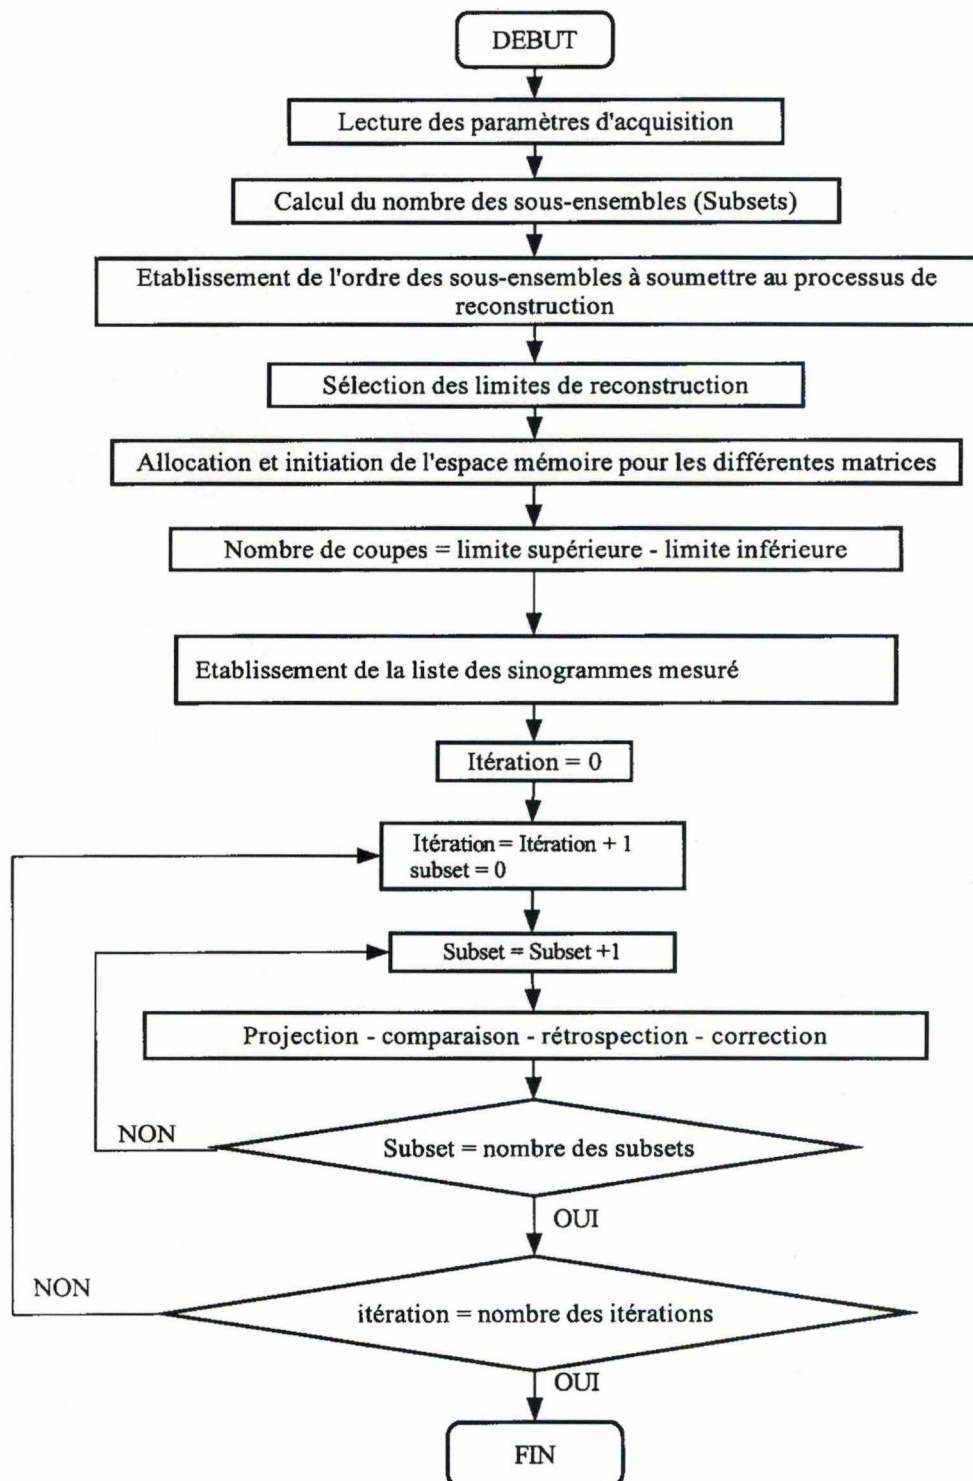 DEBUT
Lecture des paramètres d'acquisition
Calcul du nombre des sous-ensembles (Subsets)
Etablissement de l'ordre des sous-ensembles à soumettre au processus de
reconstruction
Sélection des limites de reconstruction
Allocation et initiation de l'espace mémoire pour les différentes matrices
Nombre de coupes = limite supérieure - limite inférieure
Etablissement de la liste des sinogrammes mesuré
Itération = 0
Itération = Itération + 1
subset = 0
Subset = Subset +1
Projection - comparaison - rétrospection - correction
NON
Subset = nombre des subsets
OUI
NON
itération = nombre des itérations
OUI
FIN